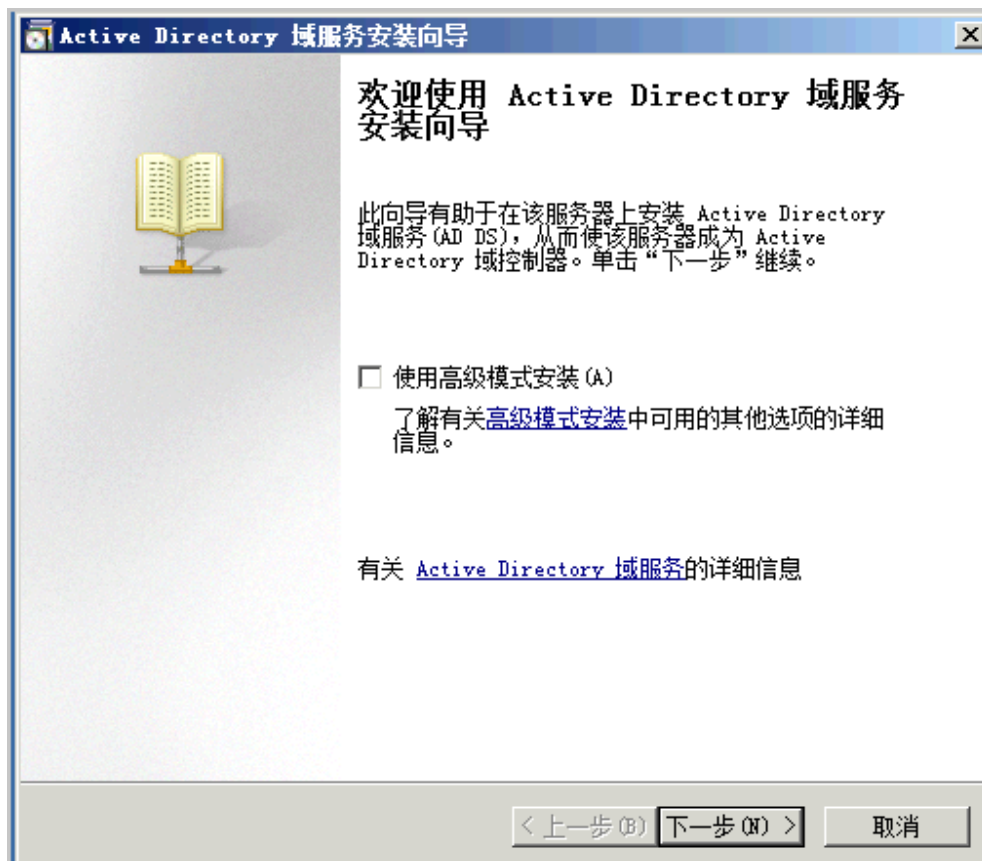 Active Directory 域服务安装向导
欢迎使用 Active Directory 域服务
安装向导
此向导有助于在该服务器上安装 Active Directory
域服务(AD DS)，从而使该服务器成为 Active
Directory 域控制器。单击“下一步”继续。
使用高级模式安装(A)
了解有关高级模式安装中可用的其他选项的详细
信息。
有关 Active Directory 域服务的详细信息
< 上一步(B) 下一步(N) > 取消